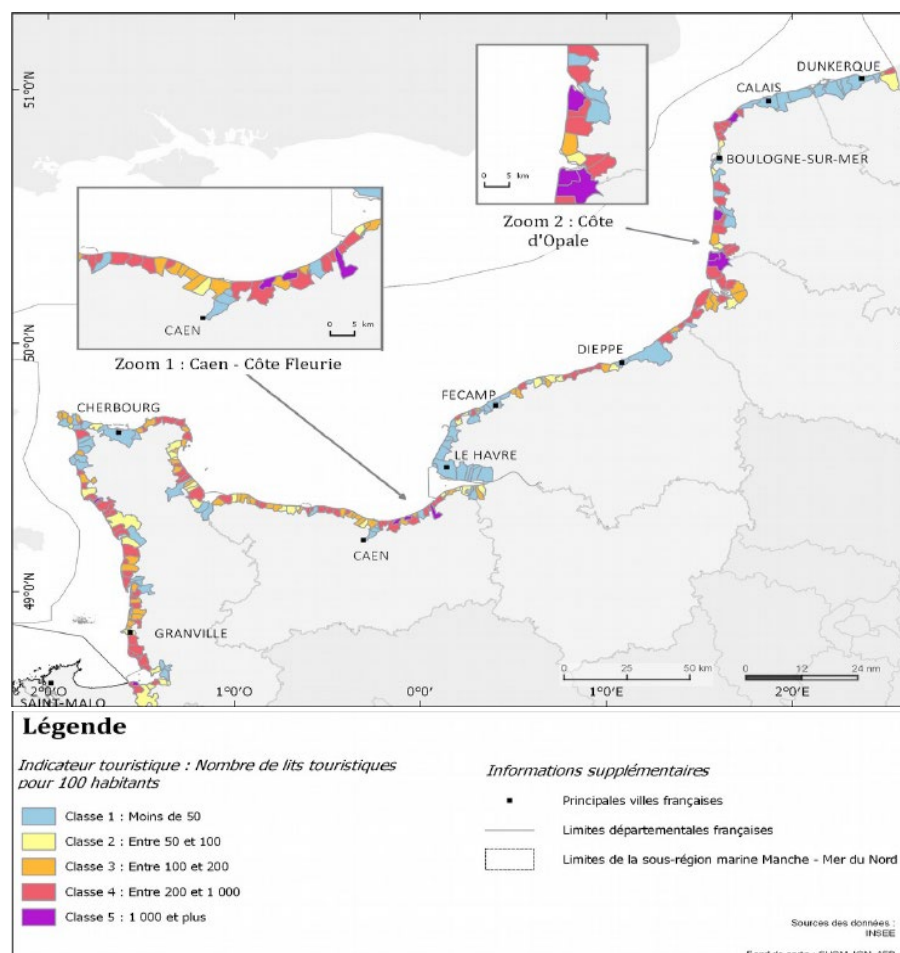 51°0'N
50°0'N
49°0'N
DUNKERQUE
CALAIS
BOULOGNE-SUR-MER
5 km
Zoom 2 : Côte
d'Opale
CAEN
5 km
Zoom 1 : Caen - Côte Fleurie
DIEPPE
FECAMP
CHERBOURG
LE HAVRE
CAEN
GRANVILLE
0 25 50 km
0 12 24 nm
2°0'O
1°0'O
0°0'
1°0'E
2°0'E
SAINT-MALO
Légende
Indicateur touristique : Nombre de lits touristiques
pour 100 habitants
Classe 1 : Moins de 50
Classe 2 : Entre 50 et 100
Classe 3 : Entre 100 et 200
Classe 4 : Entre 200 et 1 000
Classe 5 : 1 000 et plus
Informations supplémentaires
Principales villes françaises
Limites départementales françaises
Limites de la sous-région marine Manche - Mer du Nord
Sources des données :
INSEE